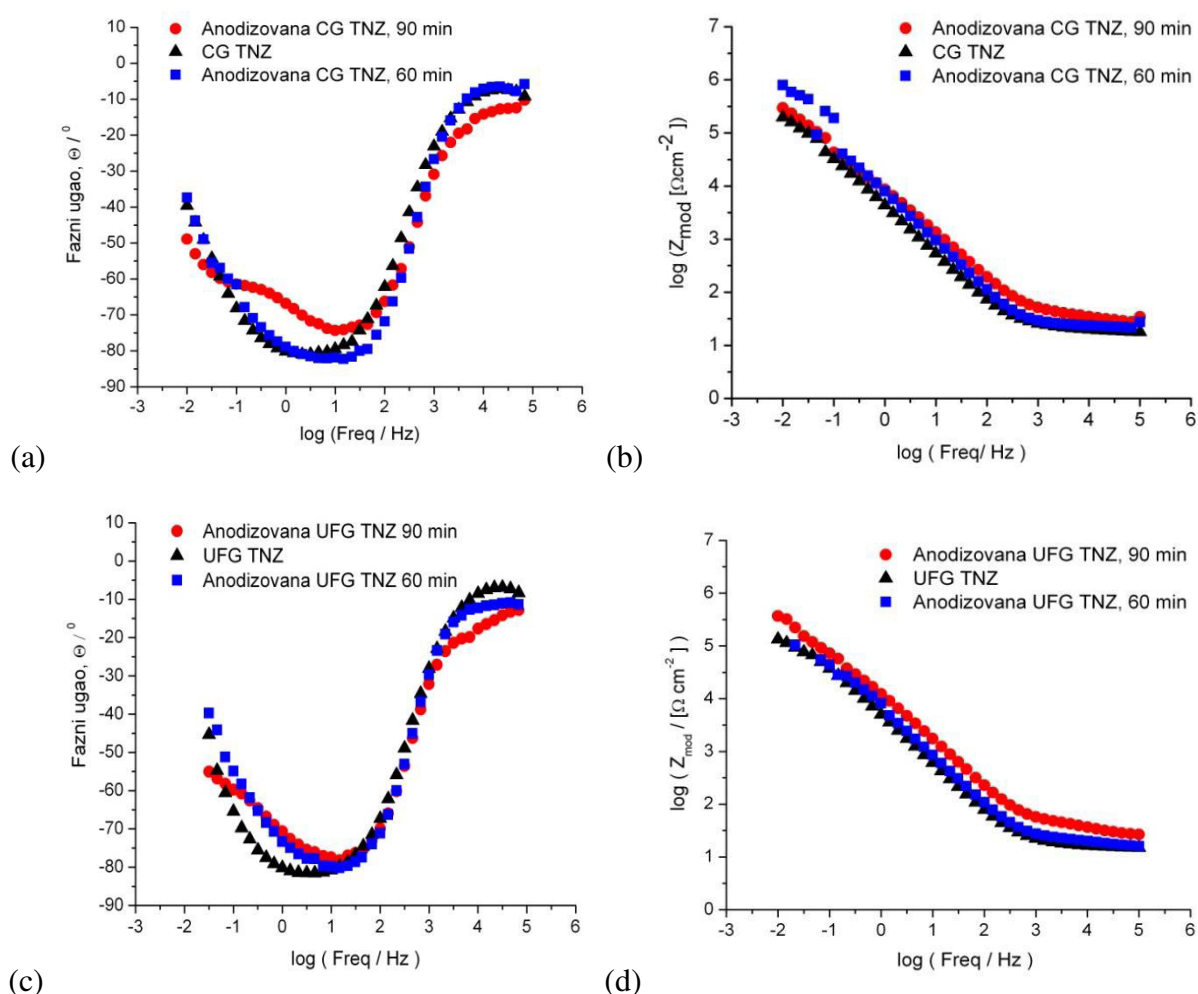 Anodizovana CG TNZ, 90 min
CG TNZ
Anodizovana CG TNZ, 60 min
10
0
-10
-20
-30
-40
-50
-60
-70
-80
-90
Fazni ugao, Θ / ⁰
-3 -2 -1 0 1 2 3 4 5 6
log (Freq / Hz)
(a)
Anodizovana CG TNZ, 90 min
CG TNZ
Anodizovana CG TNZ, 60 min
7
6
5
4
3
2
1
0
log (Zmod [Ωcm-2 ])
-3 -2 -1 0 1 2 3 4 5 6
log ( Freq/ Hz )
(b)
Anodizovana UFG TNZ 90 min
UFG TNZ
Anodizovana UFG TNZ 60 min
10
0
-10
-20
-30
-40
-50
-60
-70
-80
-90
Fazni ugao, Θ / ⁰
-3 -2 -1 0 1 2 3 4 5 6
log ( Freq / Hz )
(c)
Anodizovana UFG TNZ, 90 min
UFG TNZ
Anodizovana UFG TNZ, 60 min
7
6
5
4
3
2
1
0
log ( Zmod / [Ω cm-2 ])
-3 -2 -1 0 1 2 3 4 5 6
log ( Freq / Hz )
(d)